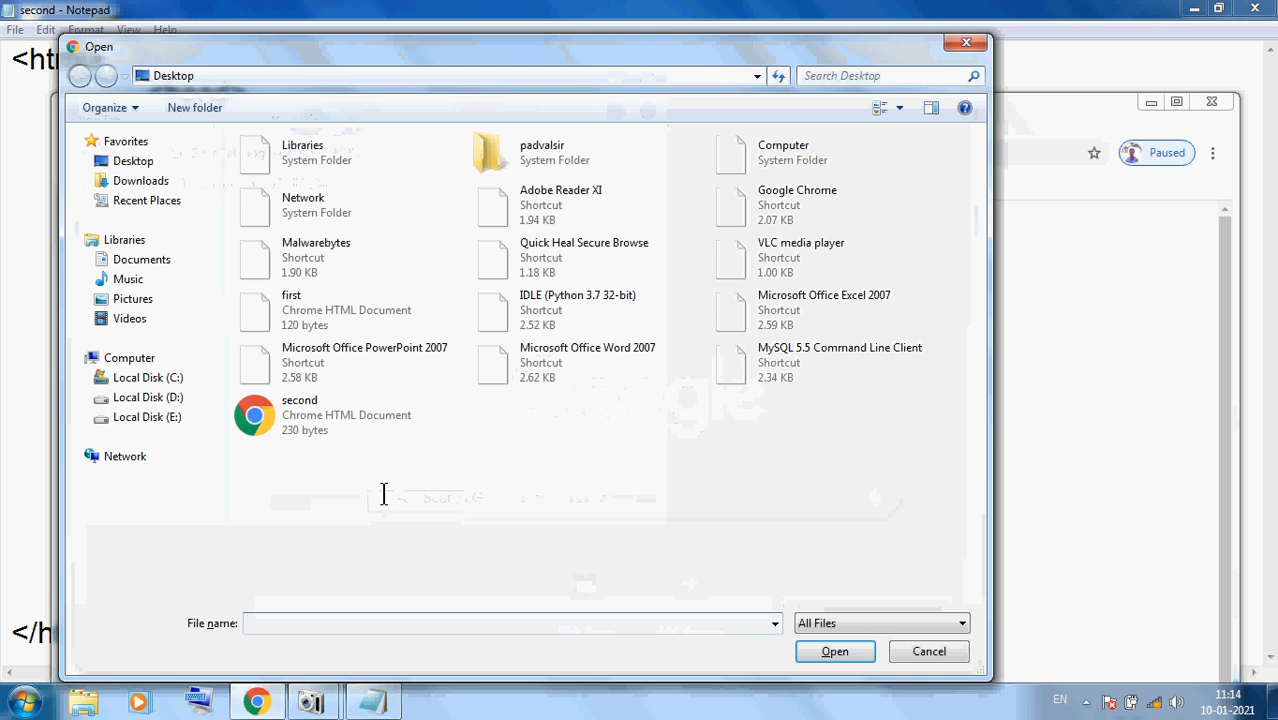 second - Notepad
File Edit Format View Help
<ht
Open
Desktop
Search Desktop
Organize
New folder
Favorites
Desktop
Downloads
Recent Places
Libraries
Documents
Music
Pictures
Videos
Computer
Local Disk (C:)
Local Disk (D:)
Local Disk (E:)
Network
Libraries
System Folder
padvalsir
System Folder
Computer
System Folder
Network
System Folder
Adobe Reader XI
Shortcut
1.94 KB
Google Chrome
Shortcut
2.07 KB
Malwarebytes
Shortcut
1.90 KB
Quick Heal Secure Browse
Shortcut
1.18 KB
VLC media player
Shortcut
1.00 KB
first
Chrome HTML Document
120 bytes
IDLE (Python 3.7 32-bit)
Shortcut
2.52 KB
Microsoft Office Excel 2007
Shortcut
2.59 KB
Microsoft Office PowerPoint 2007
Shortcut
2.58 KB
Microsoft Office Word 2007
Shortcut
2.62 KB
MySQL 5.5 Command Line Client
Shortcut
2.34 KB
second
Chrome HTML Document
230 bytes
Paused
</h
File name:
All Files
Open
Cancel
EN
11:14
10-01-2021